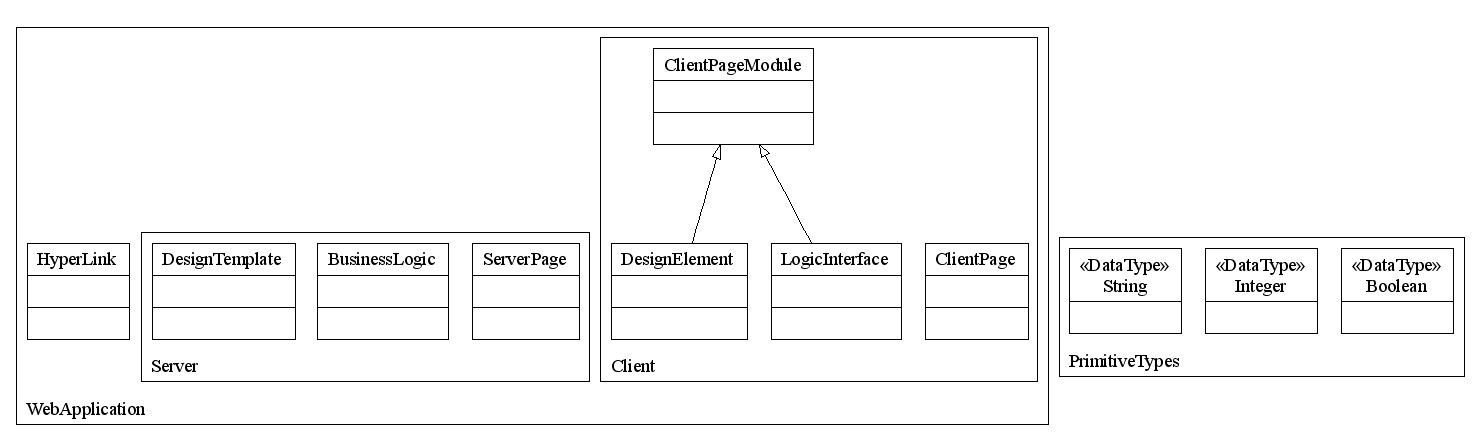 ClientPageModule
HyperLink
DesignTemplate
BusinessLogic
ServerPage
DesignElement
LogicInterface
ClientPage
«DataType»
String
«DataType»
Integer
«DataType»
Boolean
Server
Client
PrimitiveTypes
WebApplication